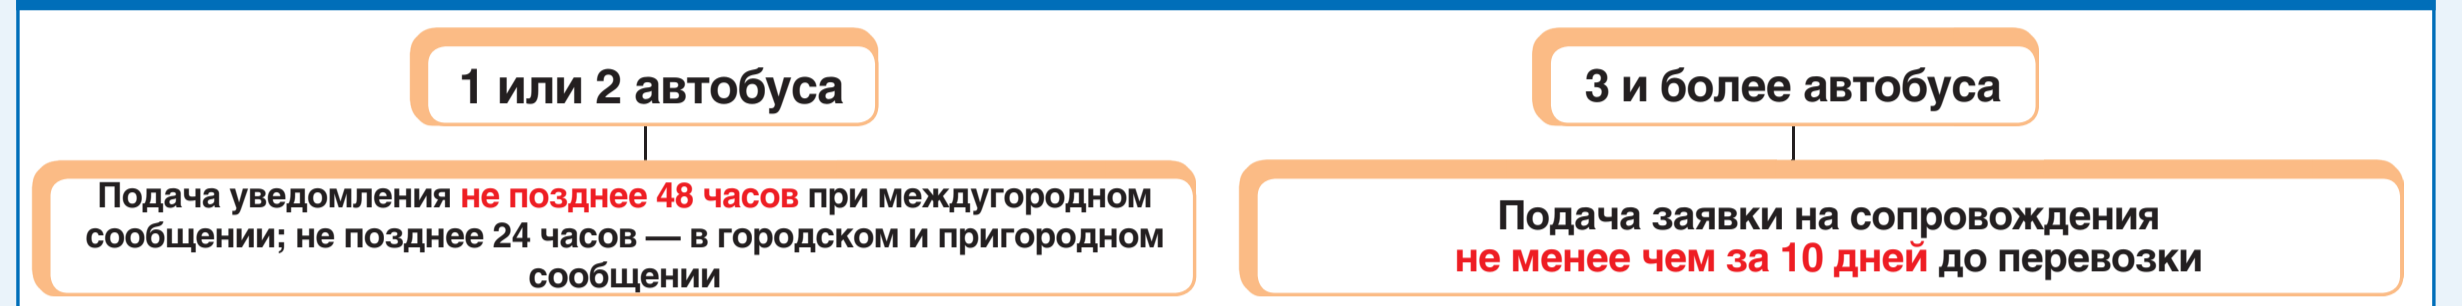 1 или 2 автобуса
Подача уведомления не позднее 48 часов при междугородном
сообщении; не позднее 24 часов — в городском и пригородном
сообщении
3 и более автобуса
Подача заявки на сопровождения
не менее чем за 10 дней до перевозки